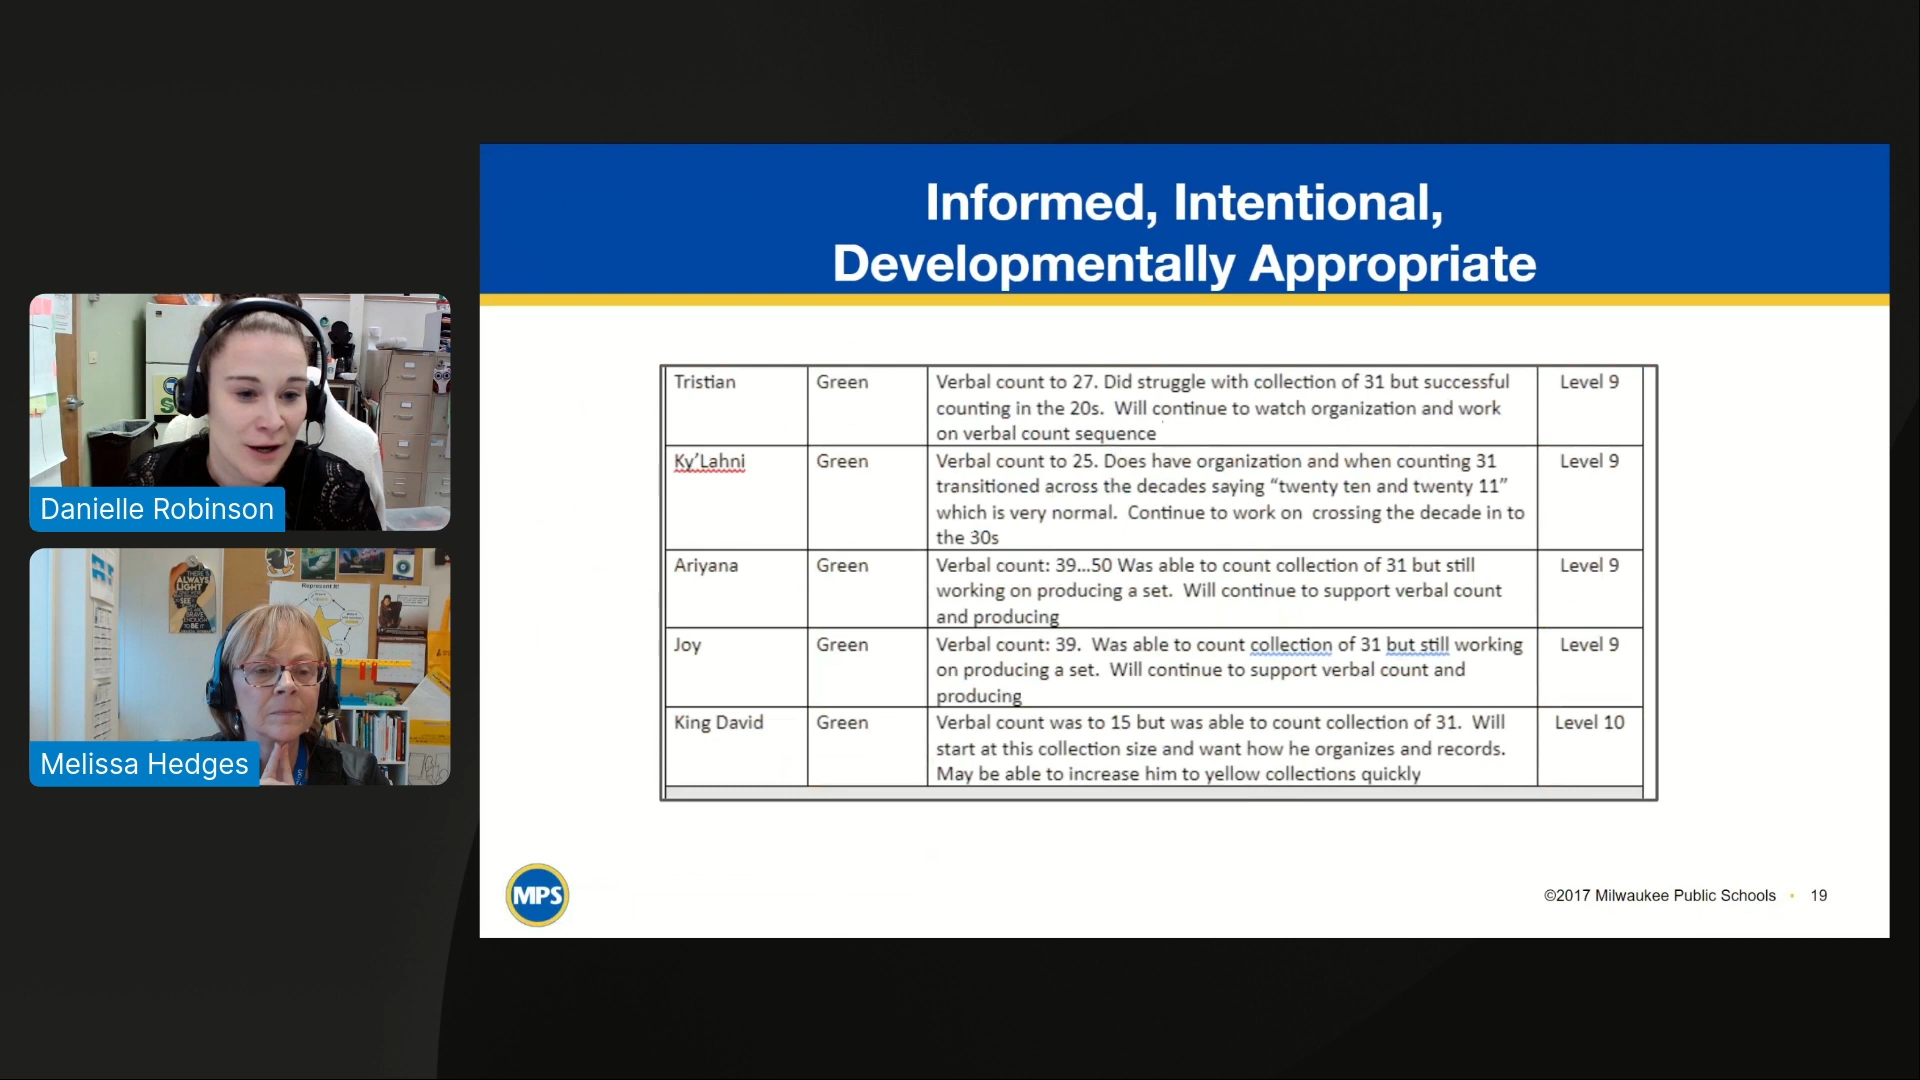 Informed, Intentional,
Developmentally Appropriate
Tristian
Green
Verbal count to 27. Did struggle with collection of 31 but successful
counting in the 20s. Will continue to watch organization and work
on verbal count sequence
Level 9
Ky'Lahni
Green
Verbal count to 25. Does have organization and when counting 31
transitioned across the decades saying “twenty ten and twenty 11”
which is very normal. Continue to work on crossing the decade in to
the 30s
Level 9
Ariyana
Green
Verbal count: 39...50 Was able to count collection of 31 but still
working on producing a set. Will continue to support verbal count
and producing
Level 9
Joy
Green
Verbal count: 39. Was able to count collection of 31 but still working
on producing a set. Will continue to support verbal count and
producing
Level 9
King David
Green
Verbal count was to 15 but was able to count collection of 31. Will
start at this collection size and want how he organizes and records.
May be able to increase him to yellow collections quickly
Level 10
MPS
©2017 Milwaukee Public Schools • 19
Danielle Robinson
ALWAYS
LIGHT
Represent It!
Melissa Hedges